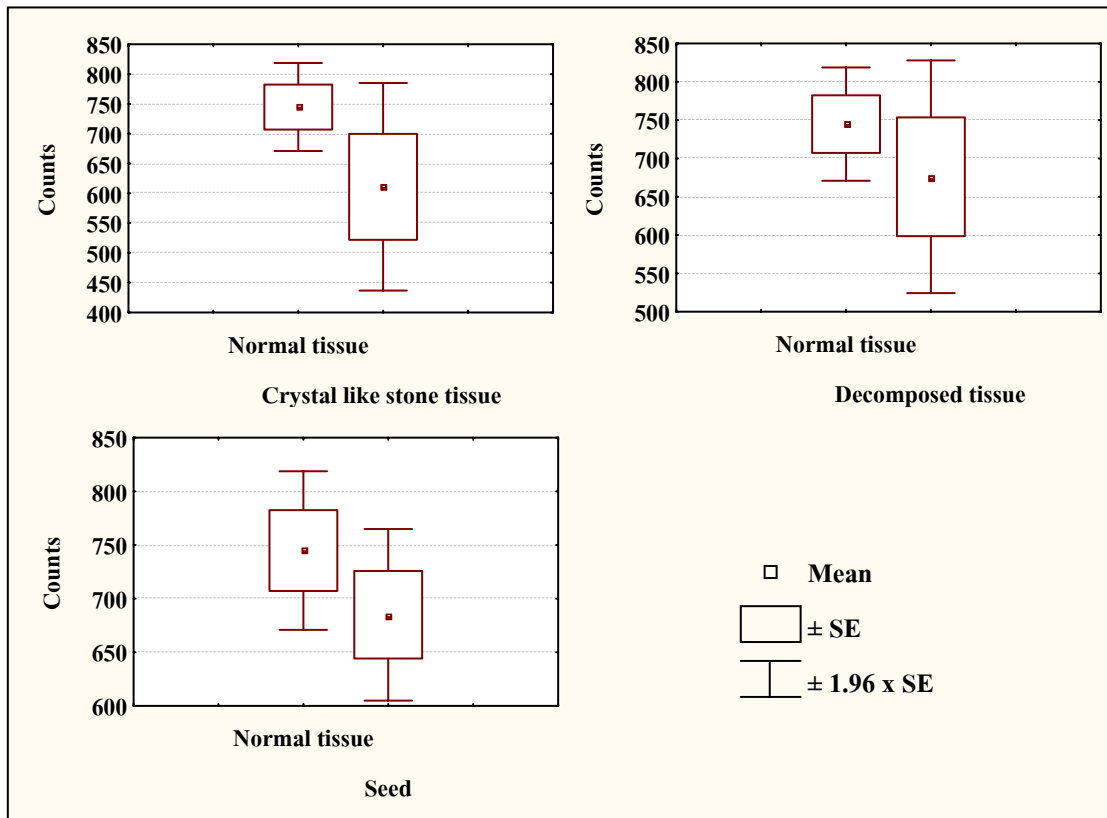 850
800
750
700
650
600
550
500
450
400
Counts
Normal tissue
Crystal like stone tissue
850
800
750
700
650
600
550
500
Counts
Normal tissue
Decomposed tissue
850
800
750
700
650
600
Counts
Normal tissue
Seed
Mean
± SE
± 1.96 x SE